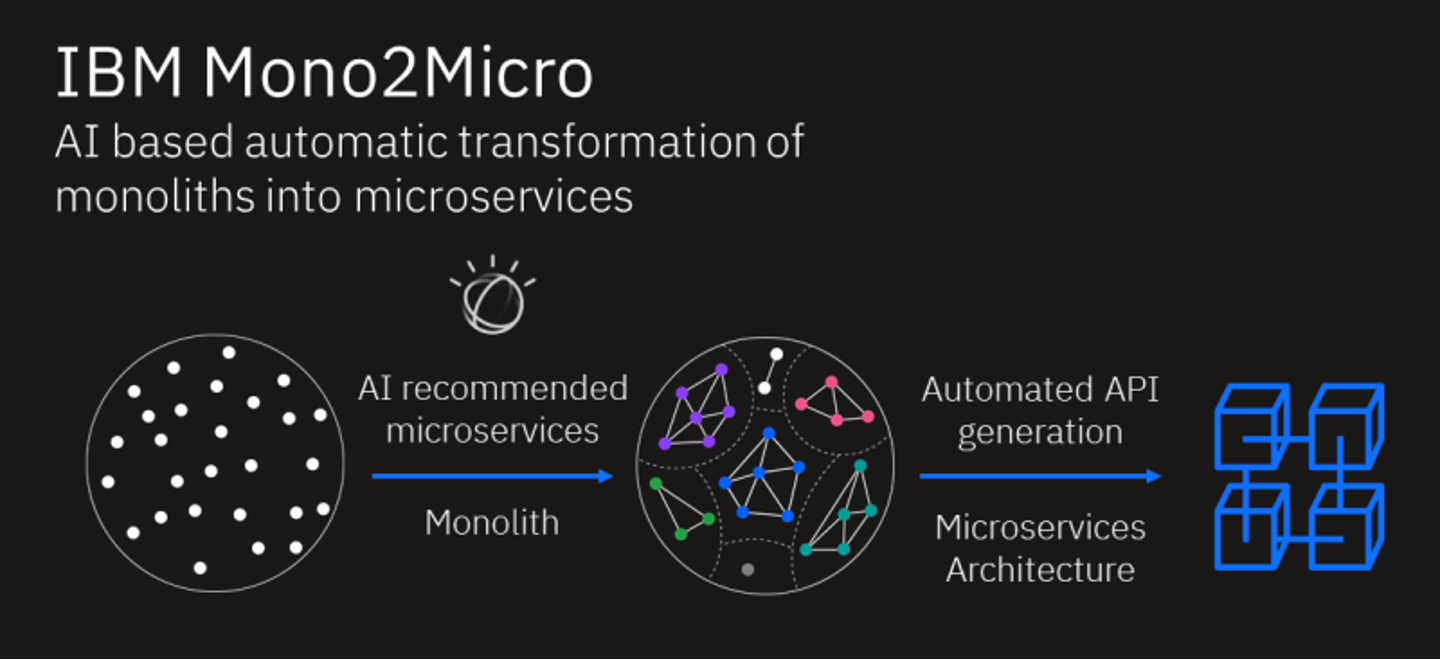 IBM Mono2Micro
AI based automatic transformation of
monoliths into microservices
AI recommended
microservices
Monolith
Automated API
generation
Microservices
Architecture